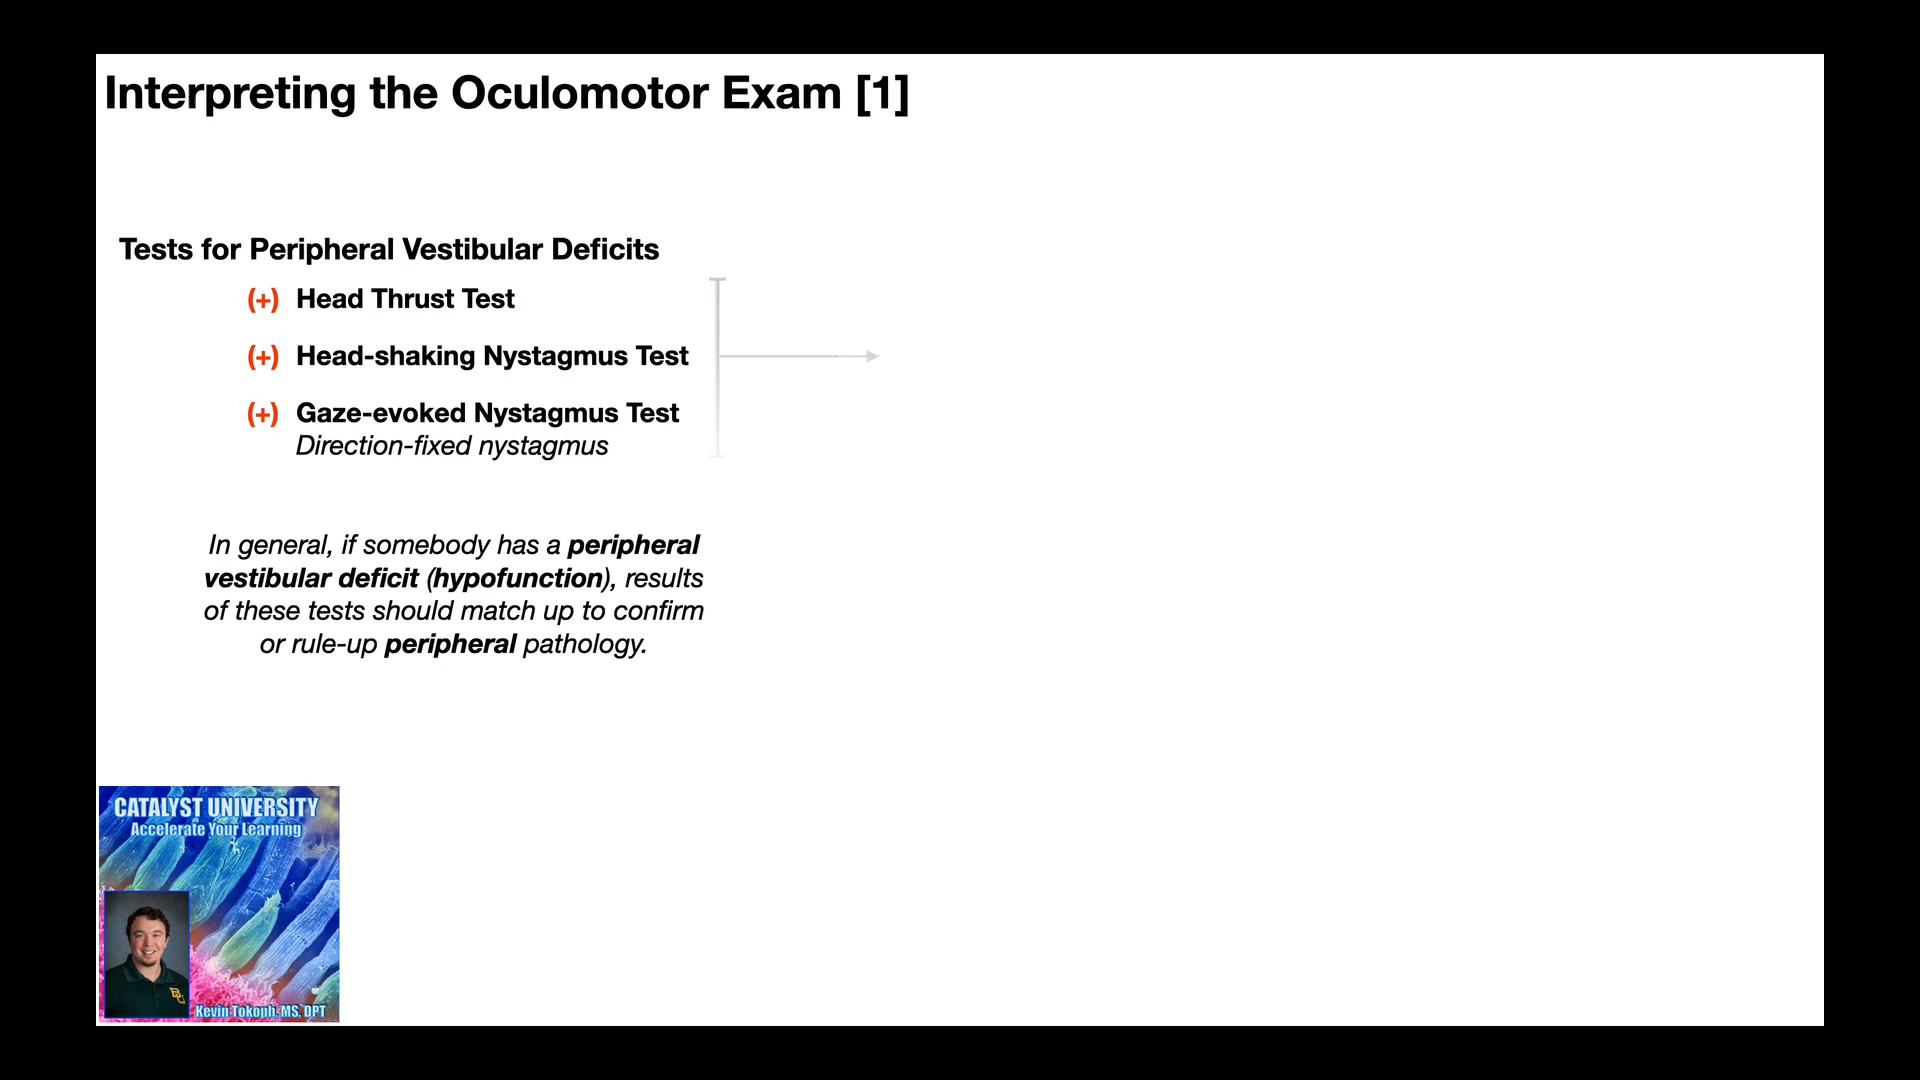 Interpreting the Oculomotor Exam [1]
Tests for Peripheral Vestibular Deficits
(+) Head Thrust Test
(+) Head-shaking Nystagmus Test
(+) Gaze-evoked Nystagmus Test
Direction-fixed nystagmus
In general, if somebody has a peripheral
vestibular deficit (hypofunction), results
of these tests should match up to confirm
or rule-up peripheral pathology.
CATALYST UNIVERSITY
Accelerate Your Learning
Kevin Tokoph, MS, DPT